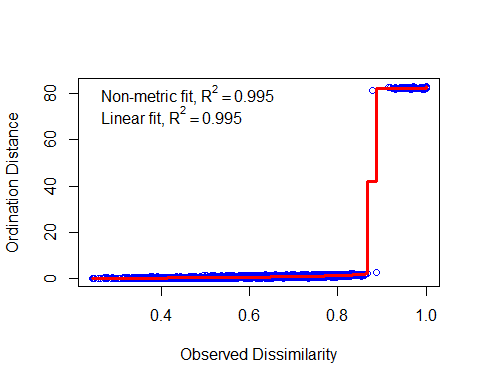 Non-metric fit, R² = 0.995
Linear fit, R² = 0.995
Ordination Distance
80
60
40
20
0
0.4 0.6 0.8 1.0
Observed Dissimilarity